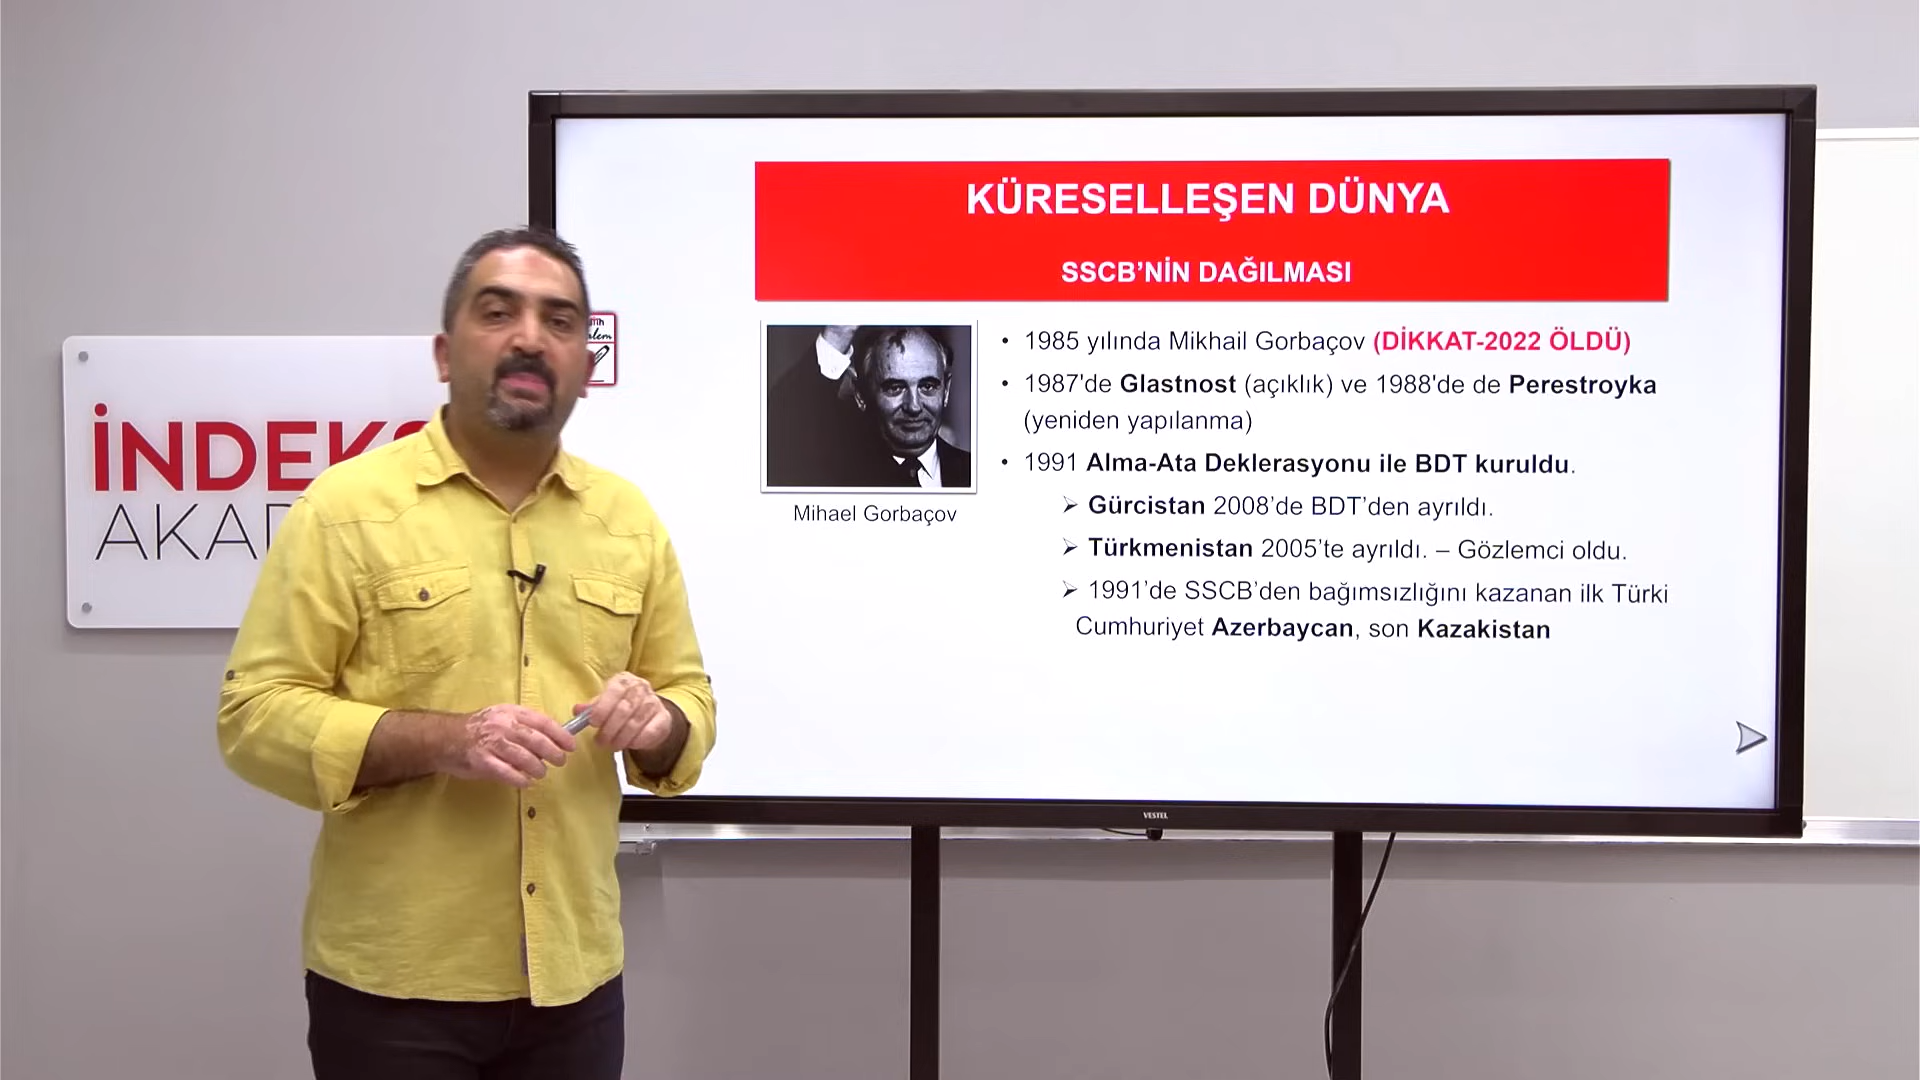 KÜRESELLEŞEN DÜNYA
SSCB'NİN DAĞILMASI
• 1985 yılında Mikhail Gorbaçov (DİKKAT-2022 ÖLDÜ)
• 1987'de Glastnost (açıklık) ve 1988'de de Perestroyka
(yeniden yapılanma)
• 1991 Alma-Ata Deklerasyonu ile BDT kuruldu.
➢ Gürcistan 2008'de BDT'den ayrıldı.
➢ Türkmenistan 2005'te ayrıldı. – Gözlemci oldu.
➢ 1991'de SSCB'den bağımsızlığını kazanan ilk Türki
Cumhuriyet Azerbaycan, son Kazakistan
Mihael Gorbaçov
İNDEKS
AKAD
VESTEL